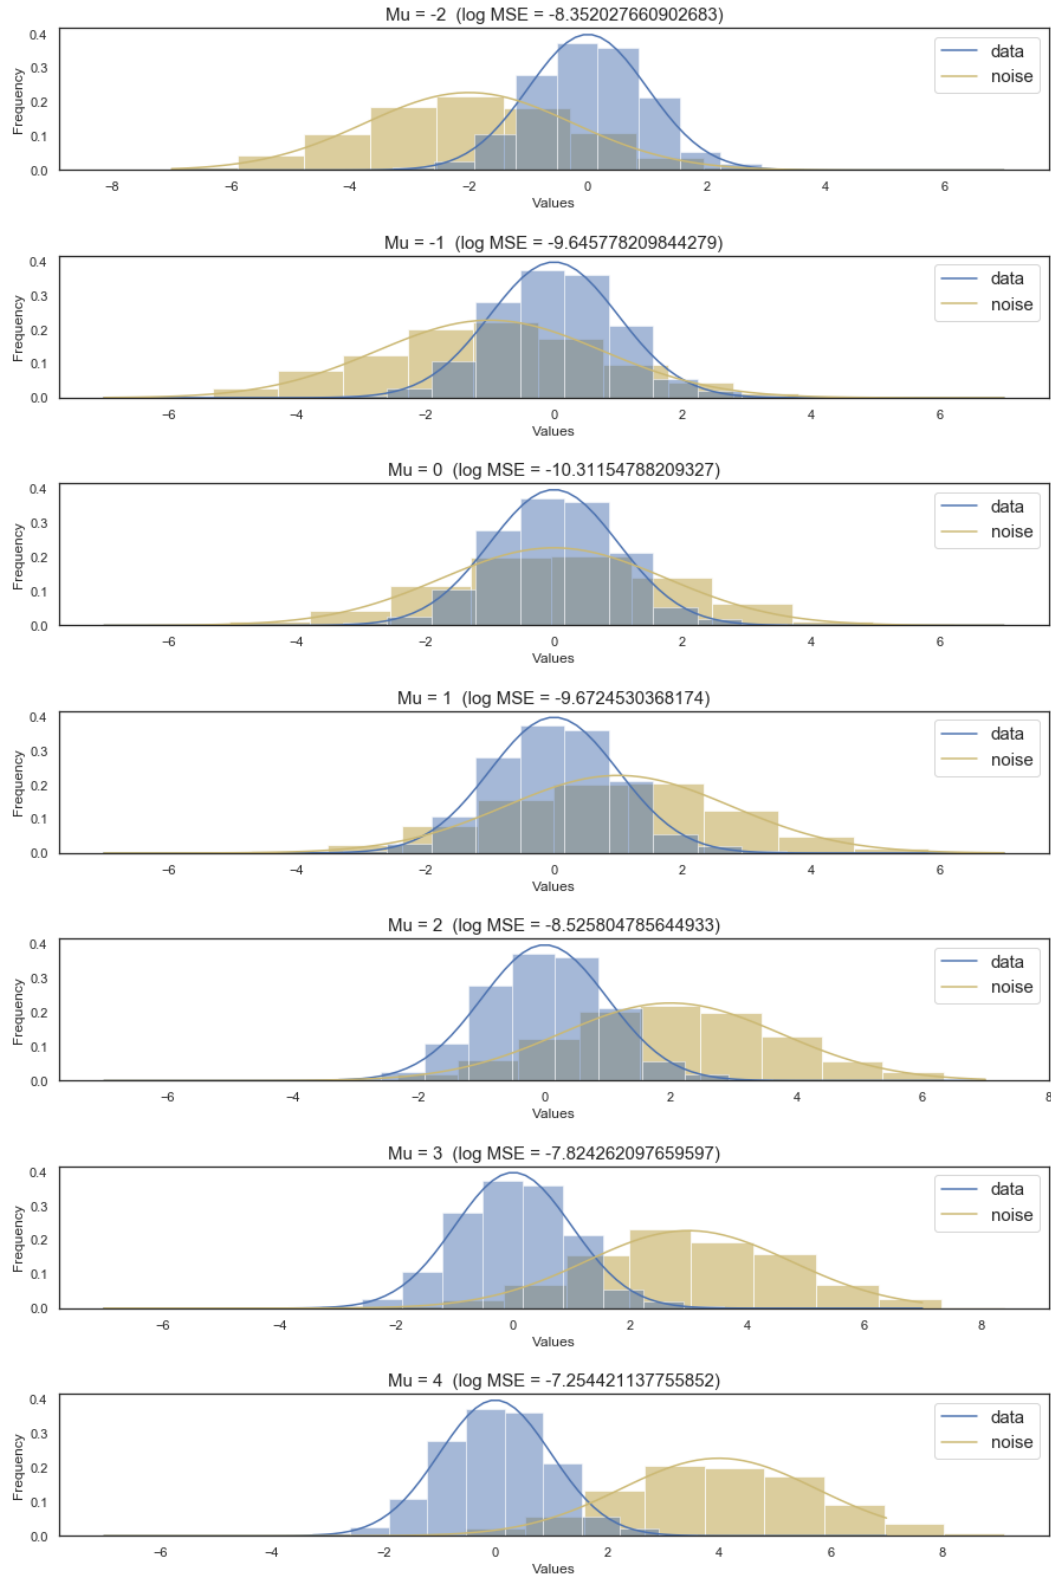 Mu = -2 (log MSE = -8.352027660902683)
0.4
0.3
0.2
0.1
0.0
Frequency
data
noise
−8 −6 −4 −2 0 2 4 6
Values
Mu = -1 (log MSE = -9.645778209844279)
0.4
0.3
0.2
0.1
0.0
Frequency
data
noise
−6 −4 −2 0 2 4 6
Values
Mu = 0 (log MSE = -10.31154788209327)
0.4
0.3
0.2
0.1
0.0
Frequency
data
noise
−6 −4 −2 0 2 4 6
Values
Mu = 1 (log MSE = -9.6724530368174)
0.4
0.3
0.2
0.1
0.0
Frequency
data
noise
−6 −4 −2 0 2 4 6
Values
Mu = 2 (log MSE = -8.525804785644933)
0.4
0.3
0.2
0.1
0.0
Frequency
data
noise
−6 −4 −2 0 2 4 6 8
Values
Mu = 3 (log MSE = -7.824262097659597)
0.4
0.3
0.2
0.1
0.0
Frequency
data
noise
−6 −4 −2 0 2 4 6 8
Values
Mu = 4 (log MSE = -7.254421137755852)
0.4
0.3
0.2
0.1
0.0
Frequency
data
noise
−6 −4 −2 0 2 4 6 8
Values